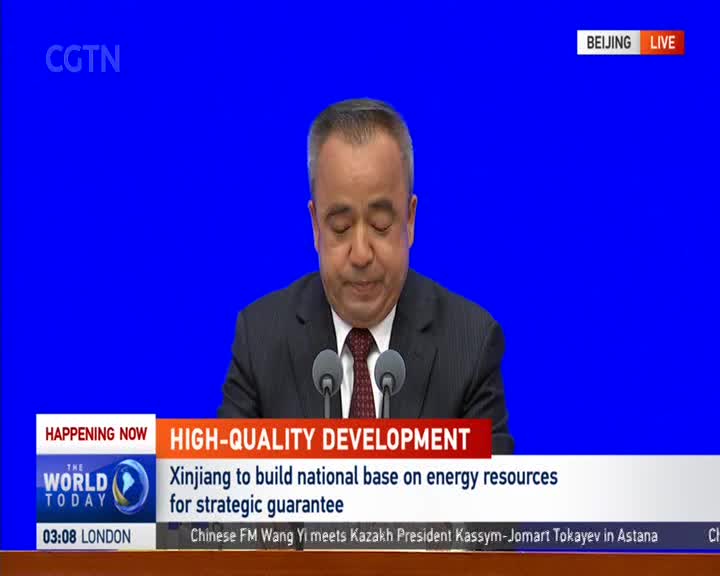 CGTN
BEIJING LIVE
HAPPENING NOW
HIGH-QUALITY DEVELOPMENT
THE
WORLD
TODAY
Xinjiang to build national base on energy resources
for strategic guarantee
03:08 LONDON
Chinese FM Wang Yi meets Kazakh President Kassym-Jomart Tokayev in Astana